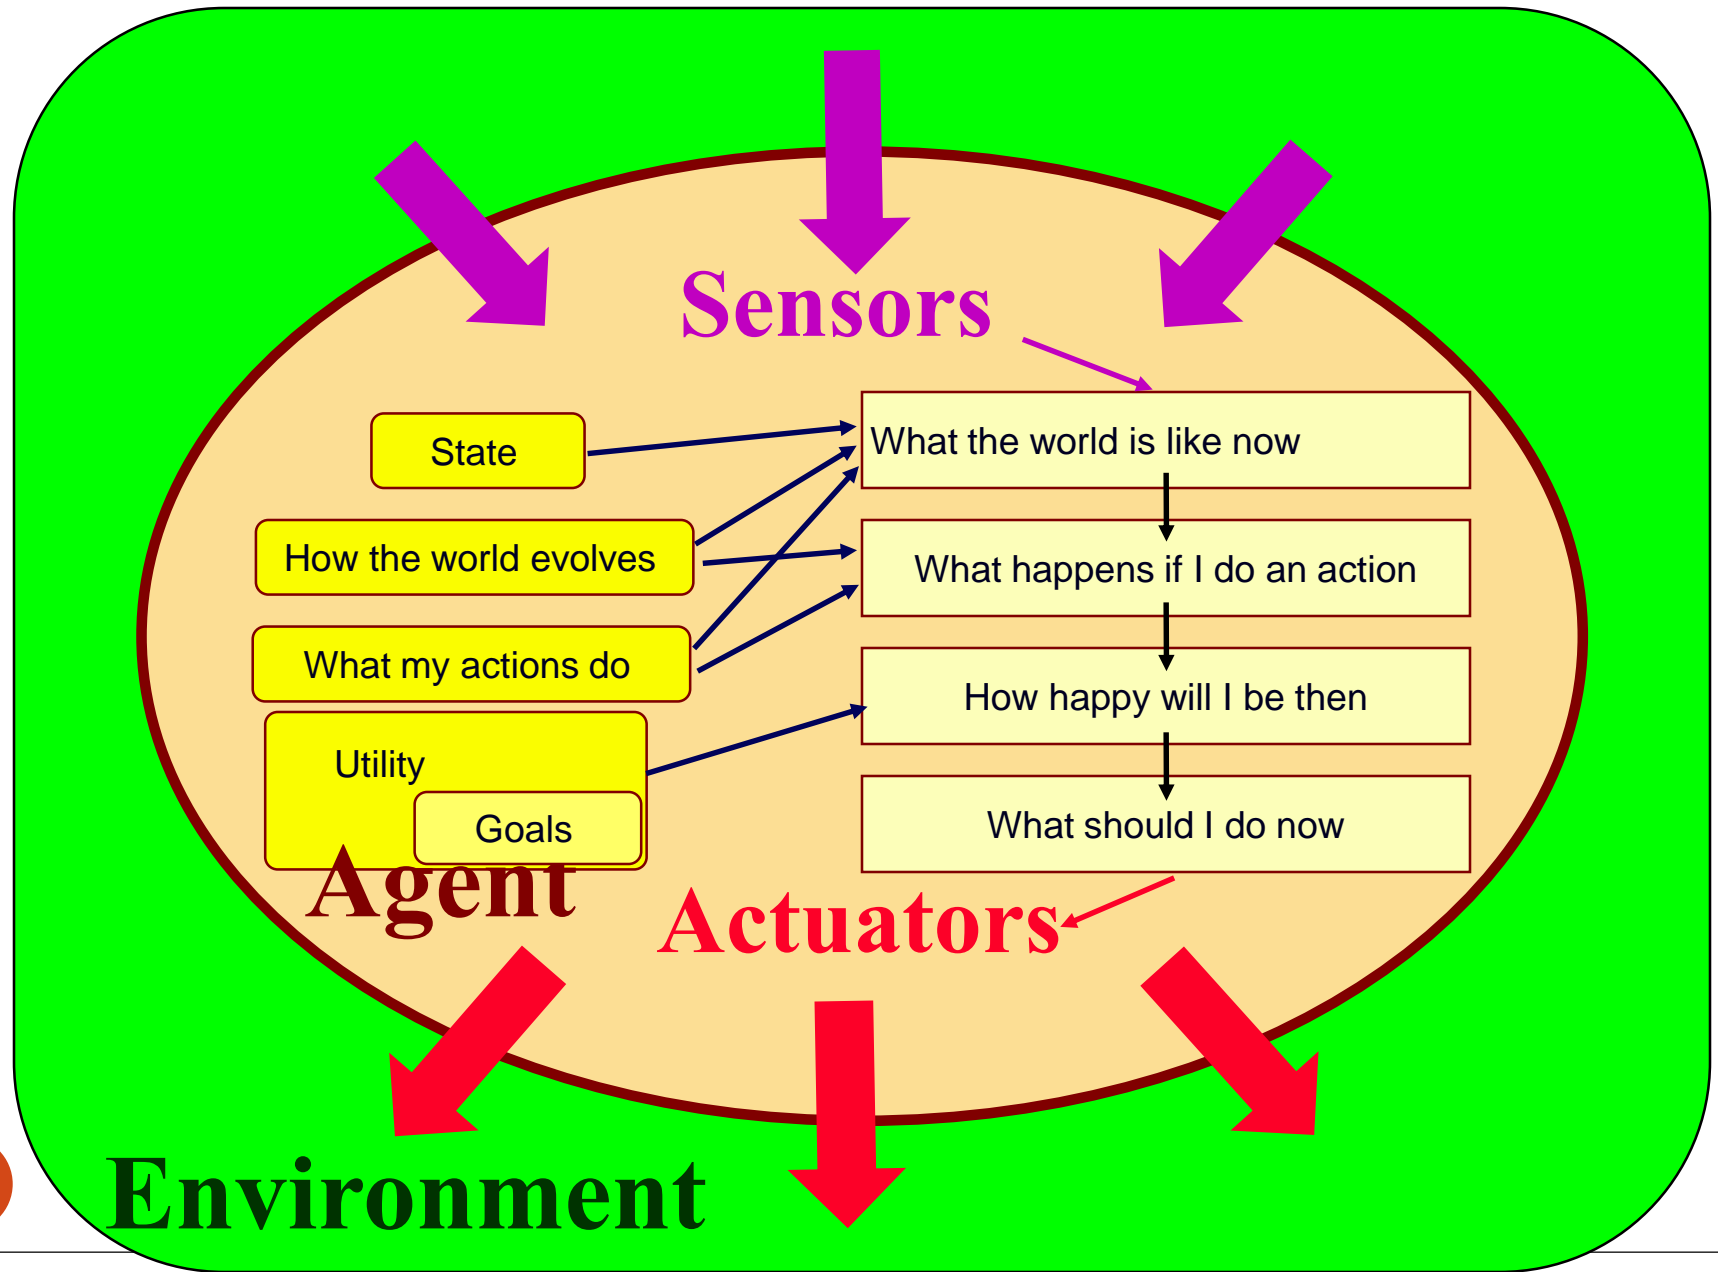 Sensors
State
What the world is like now
How the world evolves
What happens if I do an action
What my actions do
How happy will I be then
Utility
Goals
What should I do now
Agent
Actuators
Environment